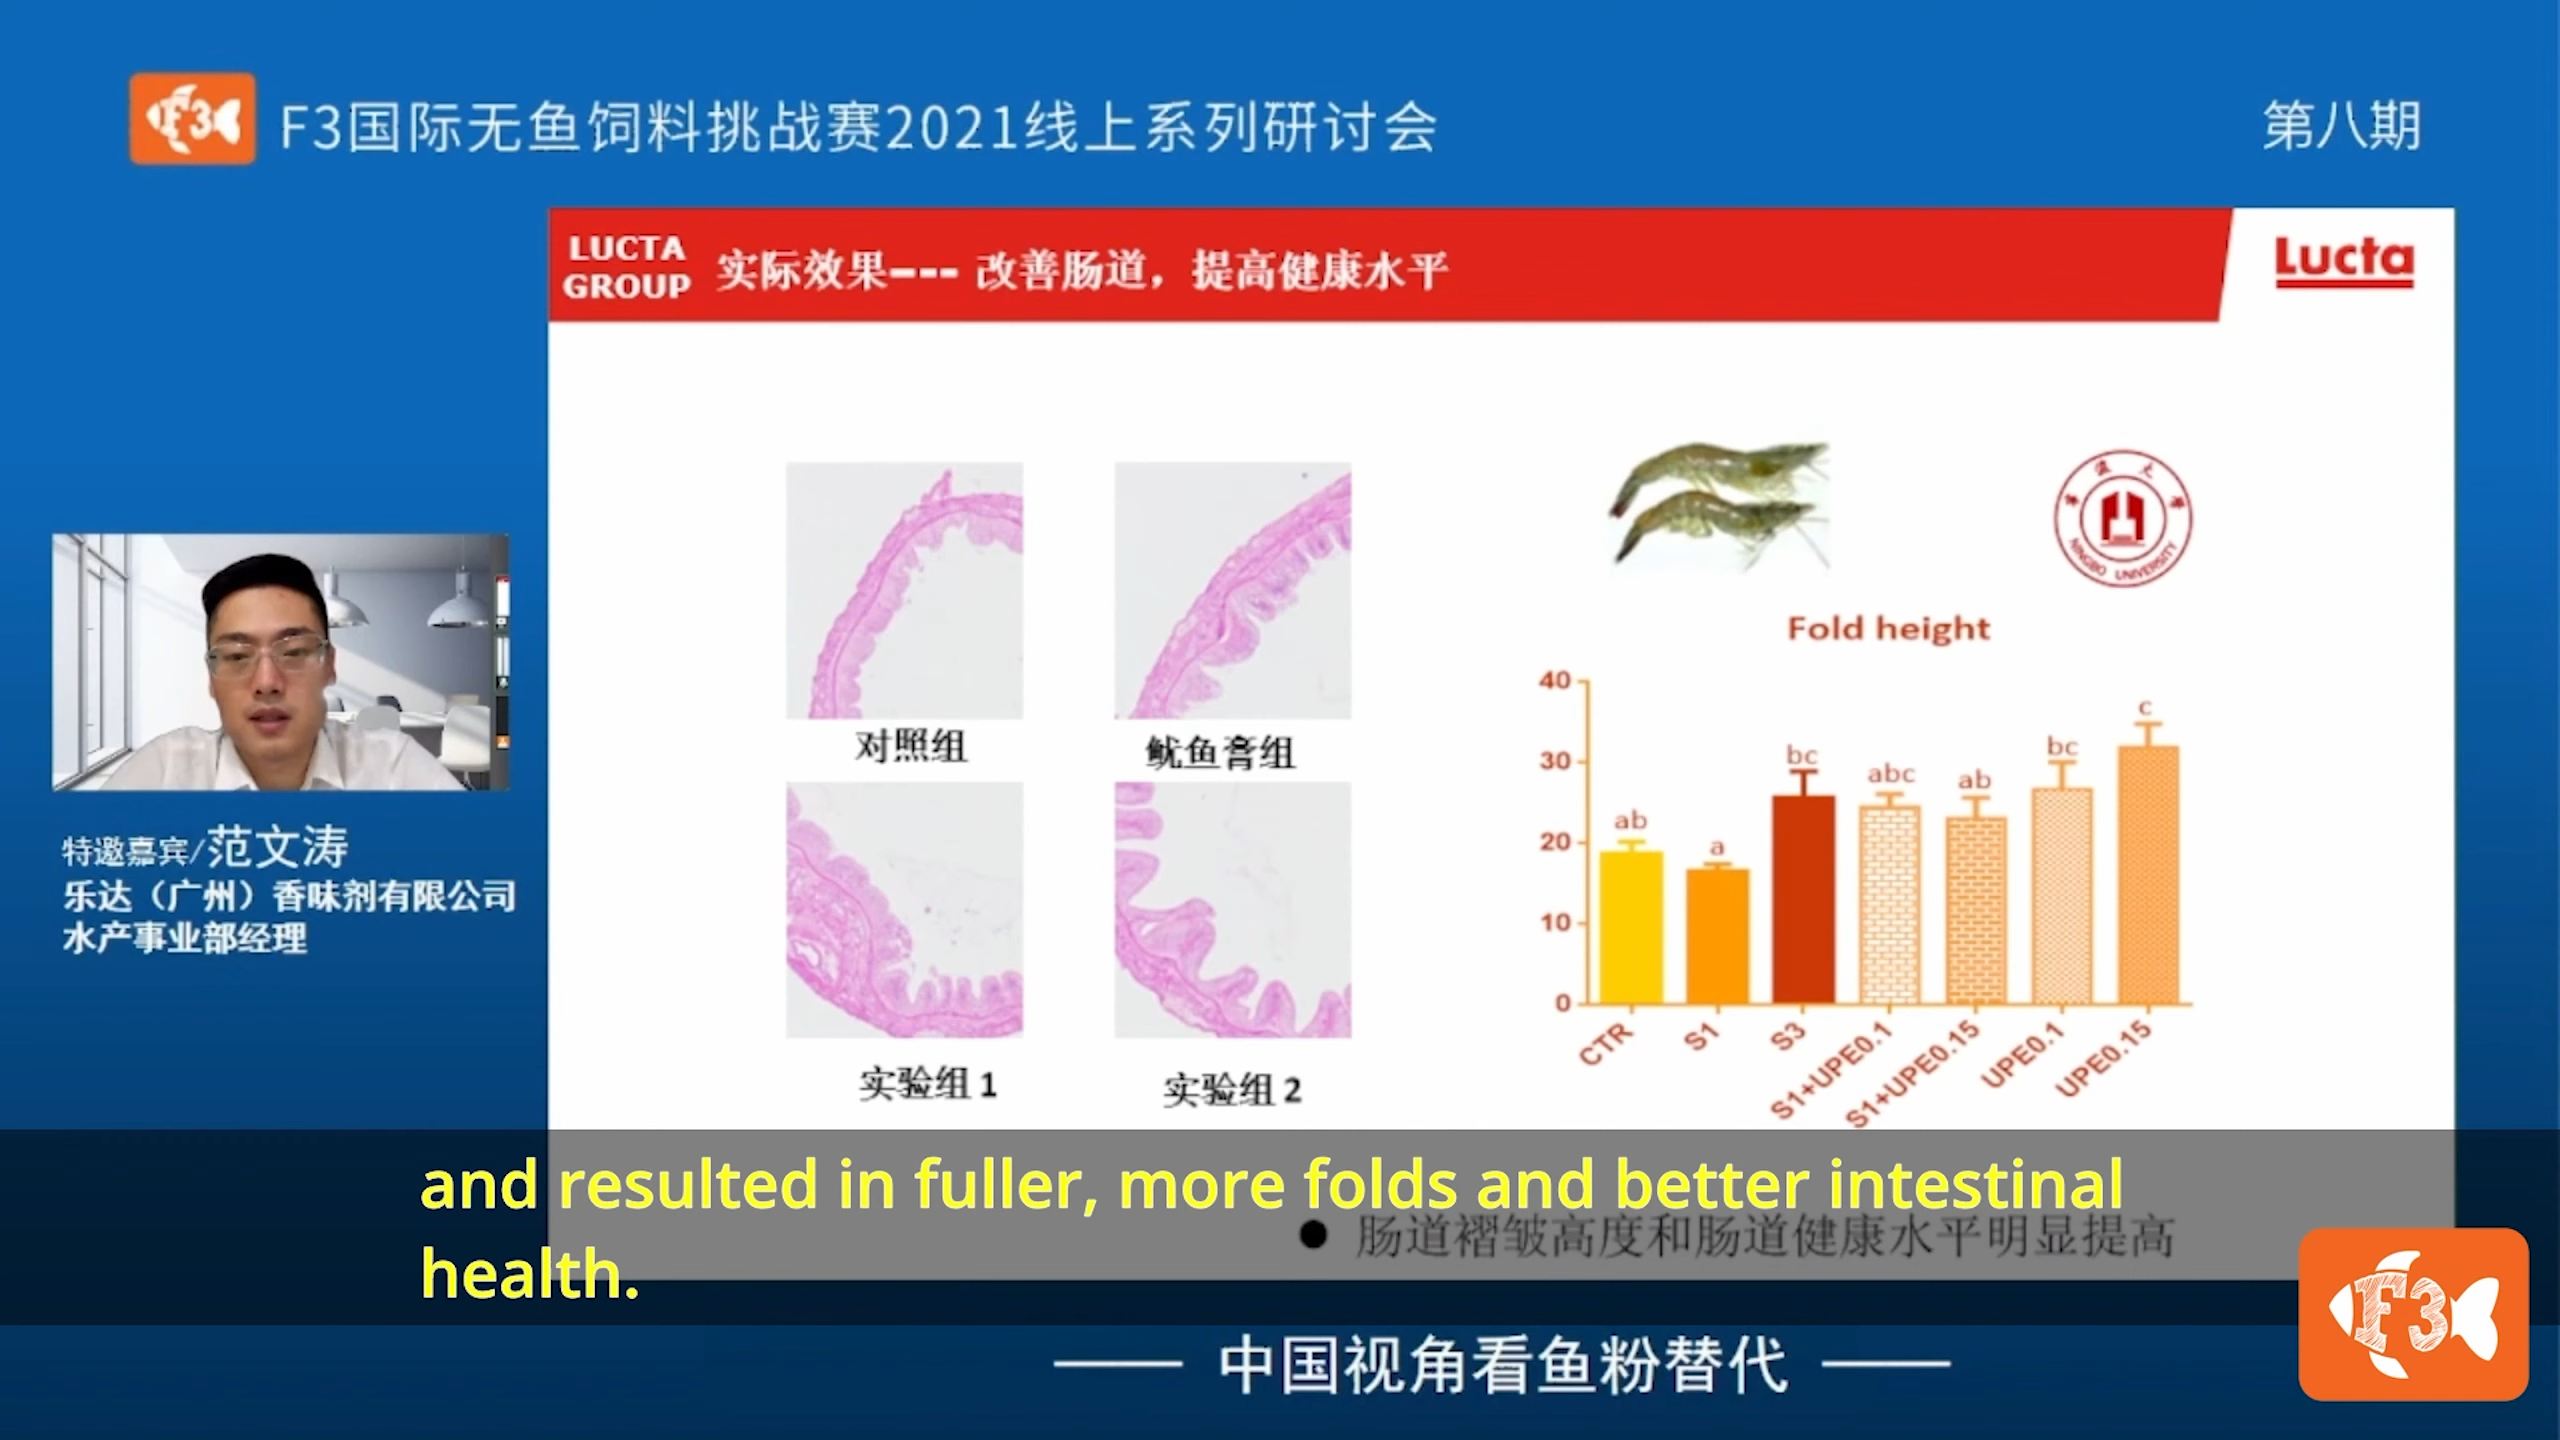 F3
F3国际无鱼饲料挑战赛2021线上系列研讨会
第八期
LUCTA
GROUP
实际效果--- 改善肠道，提高健康水平
Lucta
对照组
鱿鱼膏组
实验组 1
实验组 2
NINGBO UNIVERSITY
Fold height
40
30
20
10
0
ab
a
bc
abc
ab
bc
c
CTR
S1
S3
S1+UPE0.1
S1+UPE0.15
UPE0.1
UPE0.15
特邀嘉宾/范文涛
乐达（广州）香味剂有限公司
水产事业部经理
and resulted in fuller, more folds and better intestinal
health.
● 肠道褶皱高度和肠道健康水平明显提高
F3
中国视角看鱼粉替代